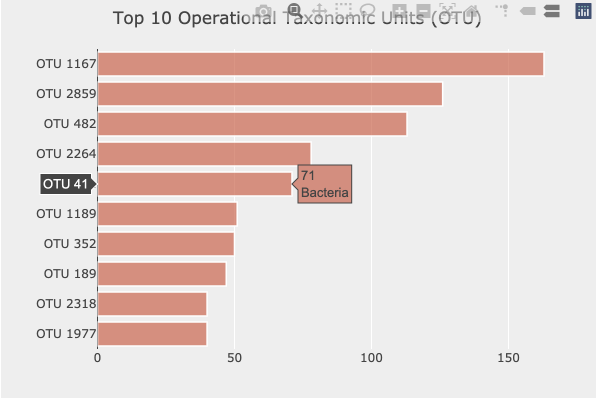 Top 10 Operational Taxonomic Units (OTU)
OTU 1167
OTU 2859
OTU 482
OTU 2264
OTU 41
71
Bacteria
OTU 1189
OTU 352
OTU 189
OTU 2318
OTU 1977
0 50 100 150